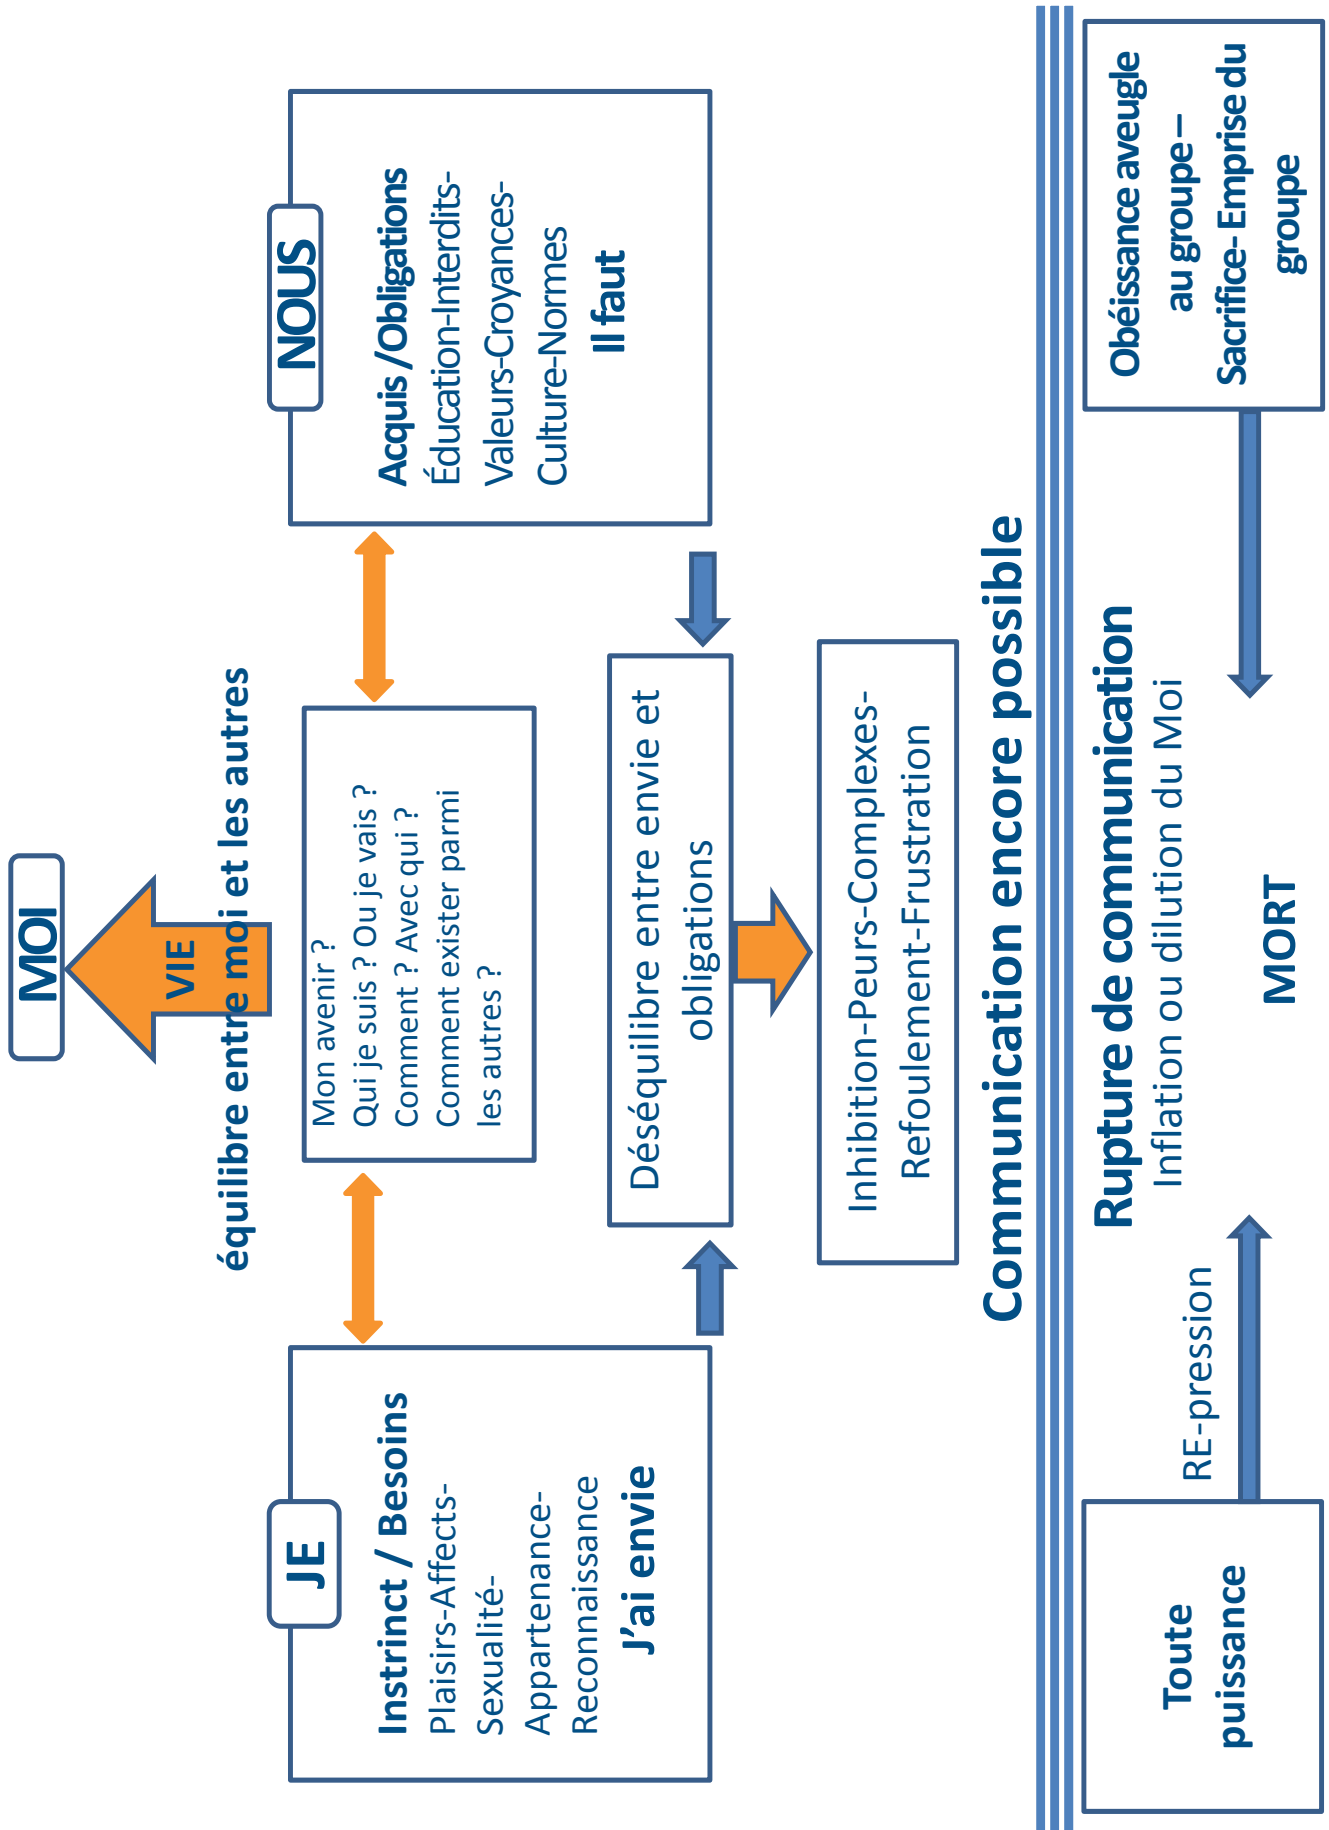 MOI
VIE
équilibre entre moi et les autres
JE
Instrinct / Besoins
Plaisirs-Affects-
Sexualité-
Appartenance-
Reconnaissance
J'ai envie
Mon avenir ?
Qui je suis ? Ou je vais ?
Comment ? Avec qui ?
Comment exister parmi
les autres ?
NOUS
Acquis /Obligations
Éducation-Interdits-
Valeurs-Croyances-
Culture-Normes
Il faut
Déséquilibre entre envie et
obligations
Inhibition-Peurs-Complexes-
Refoulement-Frustration
Communication encore possible
Rupture de communication
Inflation ou dilution du Moi
Toute
puissance
RE-pression
MORT
Obéissance aveugle
au groupe–
Sacrifice- Emprise du
groupe